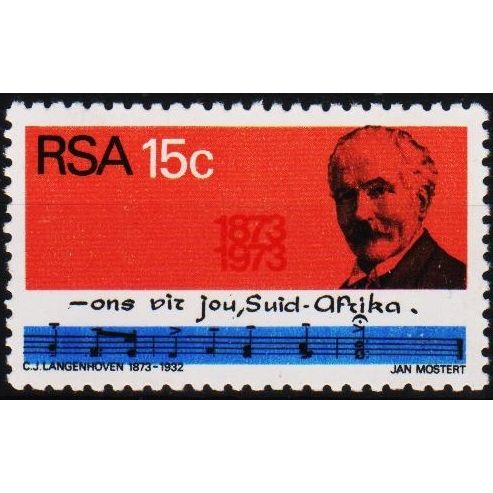 RSA 15c
1873
1973
–ons vir jou, Suid-Afrika.
C.J. LANGENHOVEN 1873-1932 JAN MOSTERT